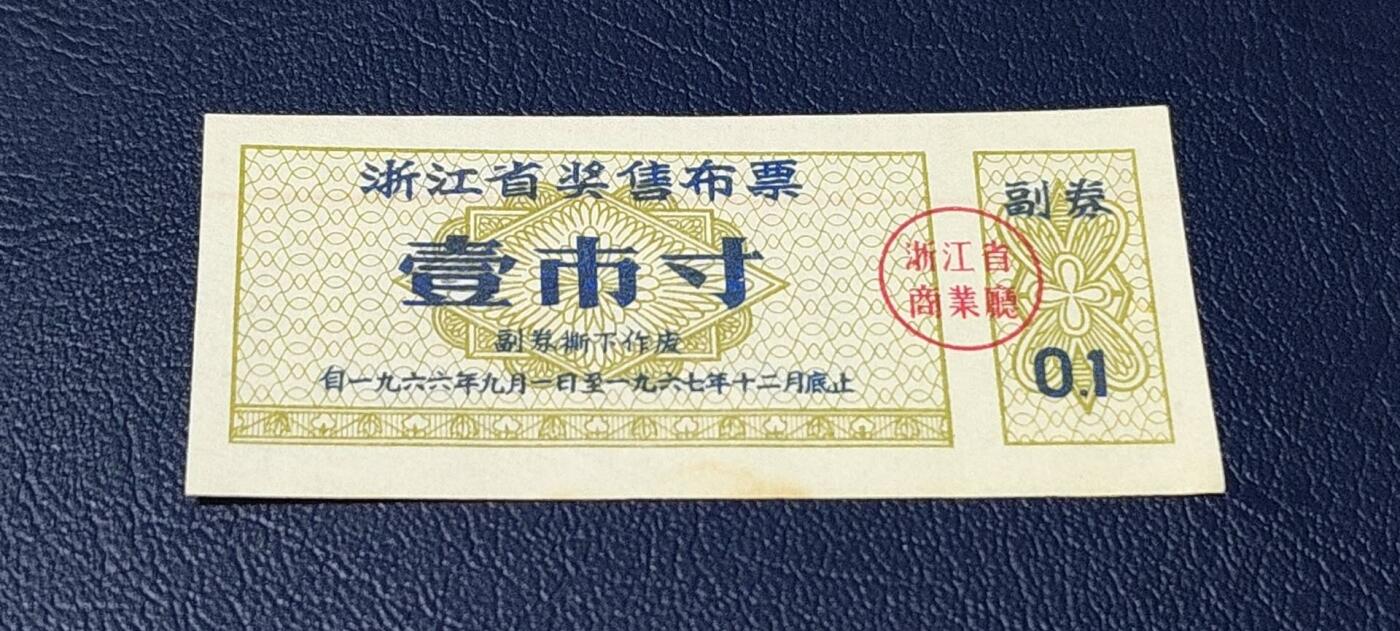 浙江省奖售布票
壹市寸
副券撕下作废
自一九六六年九月一日至一九六七年十二月底止
浙江省
商業廳
副券
0.1